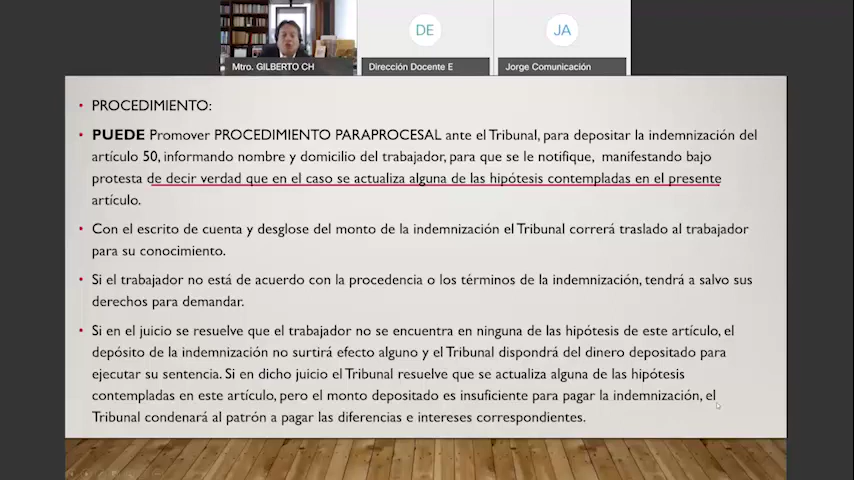 DE
JA
Mtro. GILBERTO CH
Dirección Docente E
Jorge Comunicación
• PROCEDIMIENTO:
• PUEDE Promover PROCEDIMIENTO PARAPROCESAL ante el Tribunal, para depositar la indemnización del
artículo 50, informando nombre y domicilio del trabajador, para que se le notifique, manifestando bajo
protesta de decir verdad que en el caso se actualiza alguna de las hipótesis contempladas en el presente
artículo.
• Con el escrito de cuenta y desglose del monto de la indemnización el Tribunal correrá traslado al trabajador
para su conocimiento.
• Si el trabajador no está de acuerdo con la procedencia o los términos de la indemnización, tendrá a salvo sus
derechos para demandar.
• Si en el juicio se resuelve que el trabajador no se encuentra en ninguna de las hipótesis de este artículo, el
depósito de la indemnización no surtirá efecto alguno y el Tribunal dispondrá del dinero depositado para
ejecutar su sentencia. Si en dicho juicio el Tribunal resuelve que se actualiza alguna de las hipótesis
contempladas en este artículo, pero el monto depositado es insuficiente para pagar la indemnización, el
Tribunal condenará al patrón a pagar las diferencias e intereses correspondientes.